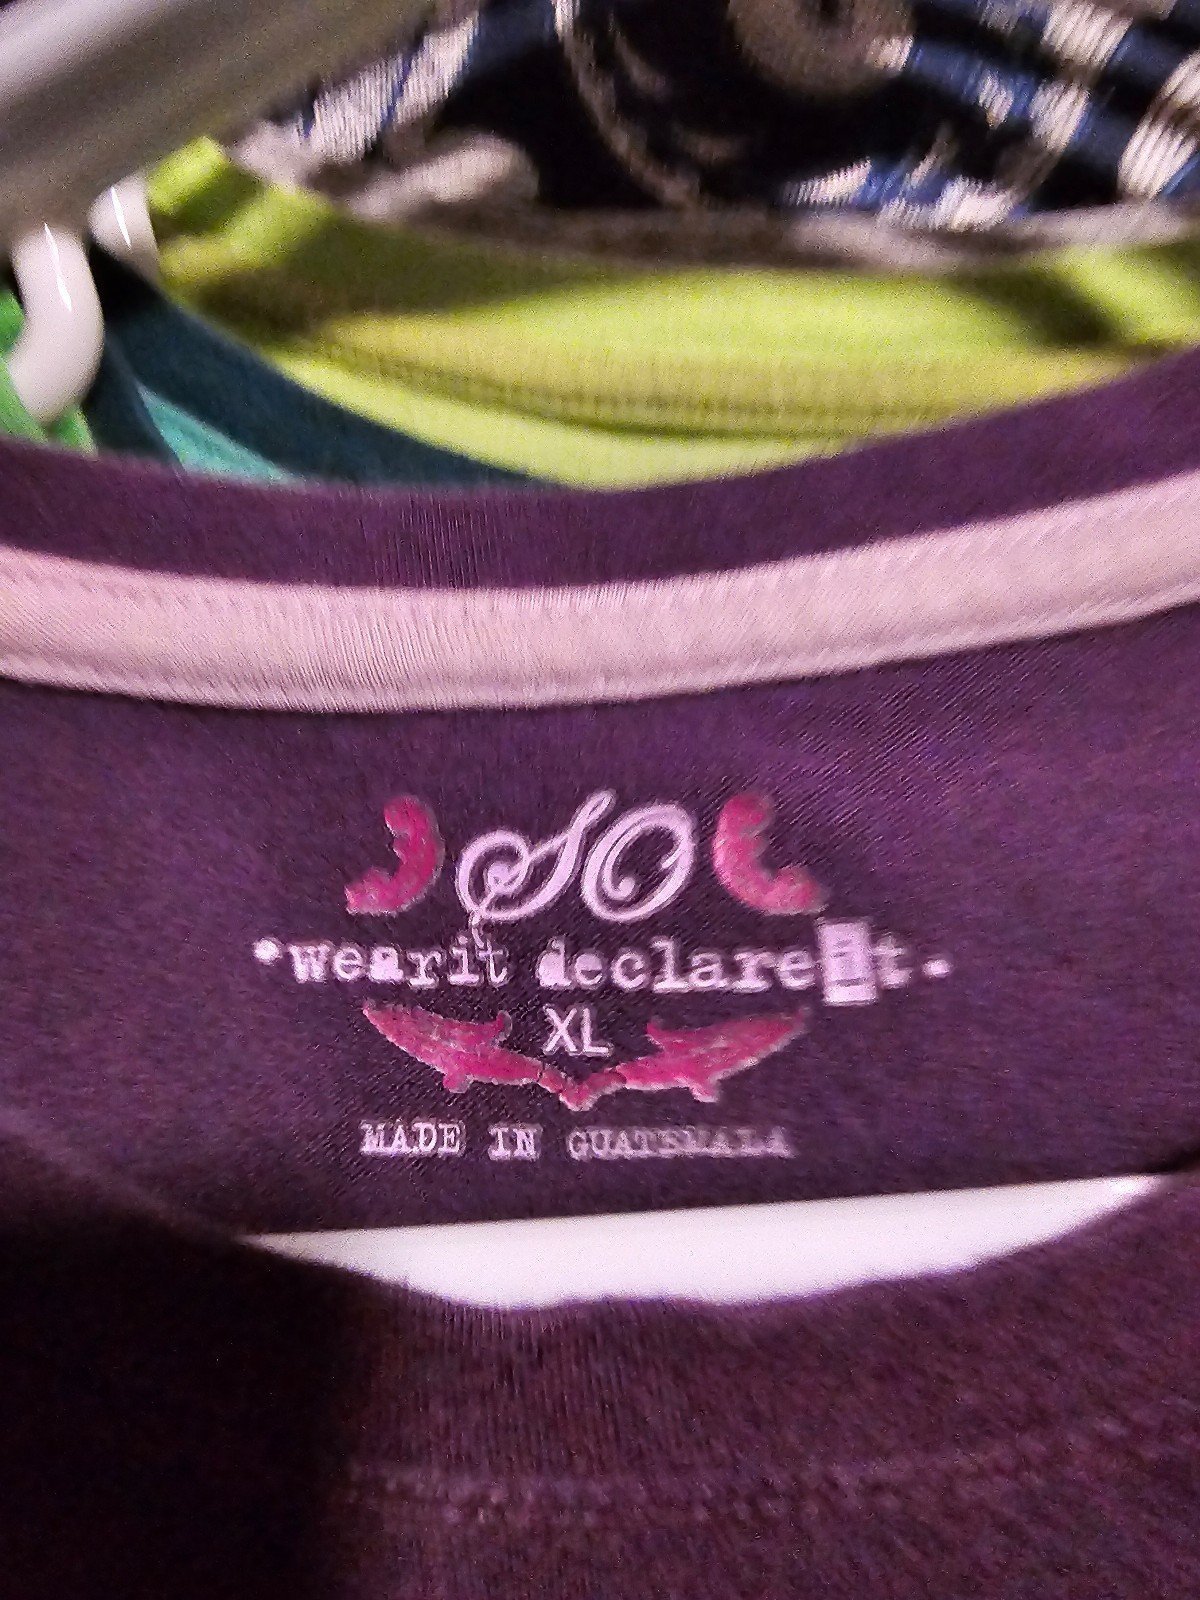 SO
•wearit declareit.
XL
MADE IN GUATEMALA